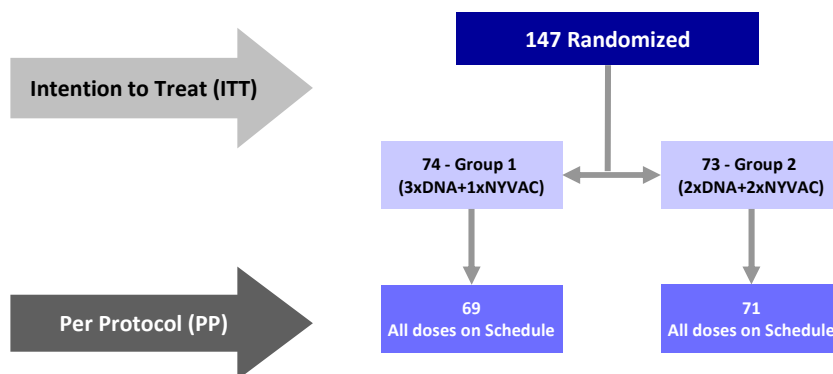 147 Randomized
Intention to Treat (ITT)
74 - Group 1
(3xDNA+1xNYVAC)
73 - Group 2
(2xDNA+2xNYVAC)
Per Protocol (PP)
69
All doses on Schedule
71
All doses on Schedule